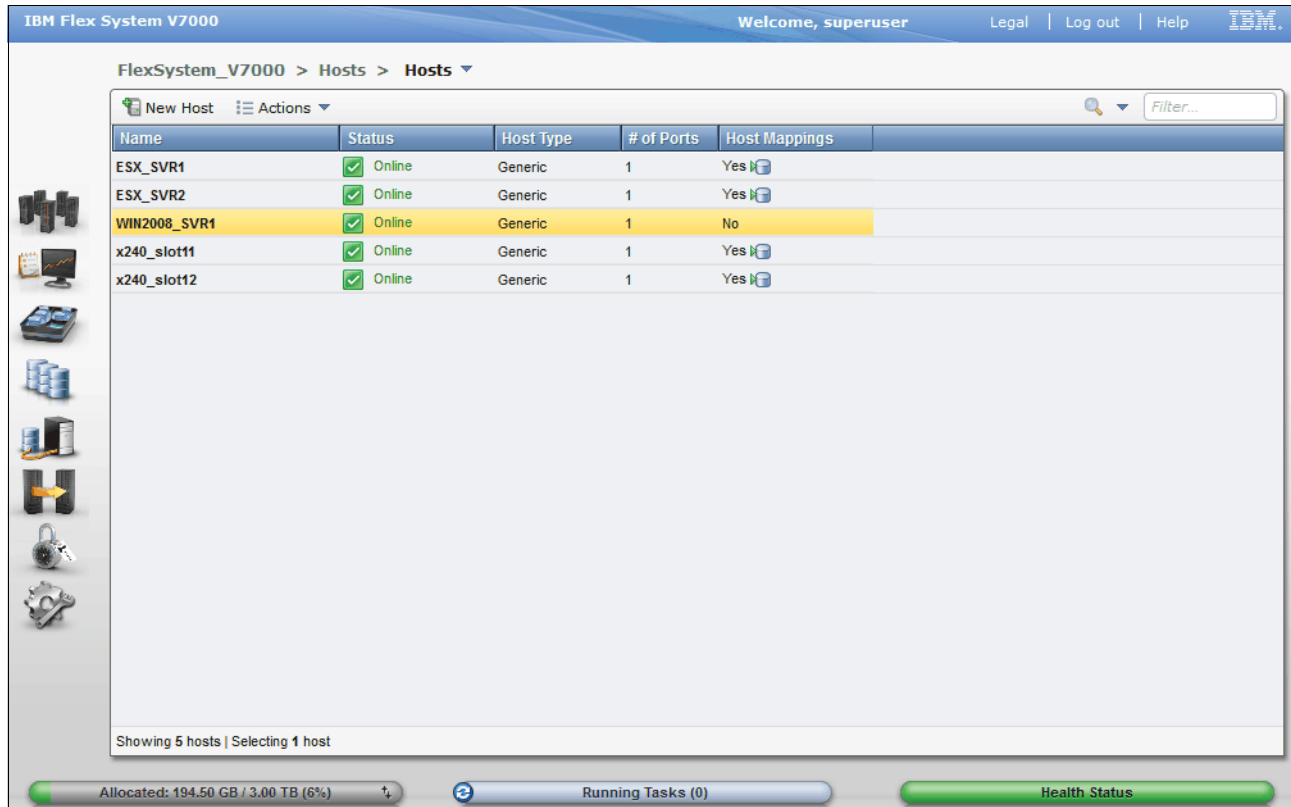 IBM Flex System V7000 Welcome, superuser Legal | Log out | Help IBM.
FlexSystem_V7000 > Hosts > Hosts
New Host Actions Filter...
Name Status Host Type # of Ports Host Mappings
ESX_SVR1 Online Generic 1 Yes
ESX_SVR2 Online Generic 1 Yes
WIN2008_SVR1 Online Generic 1 No
x240_slot11 Online Generic 1 Yes
x240_slot12 Online Generic 1 Yes
Showing 5 hosts | Selecting 1 host
Allocated: 194.50 GB / 3.00 TB (6%) Running Tasks (0) Health Status